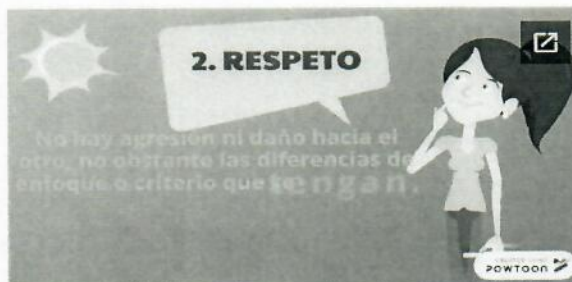 2. RESPETO
No hay agresión ni daño hacia el
otro, no obstante las diferencias de
enfoque o criterio que se tengan.
POWTOON